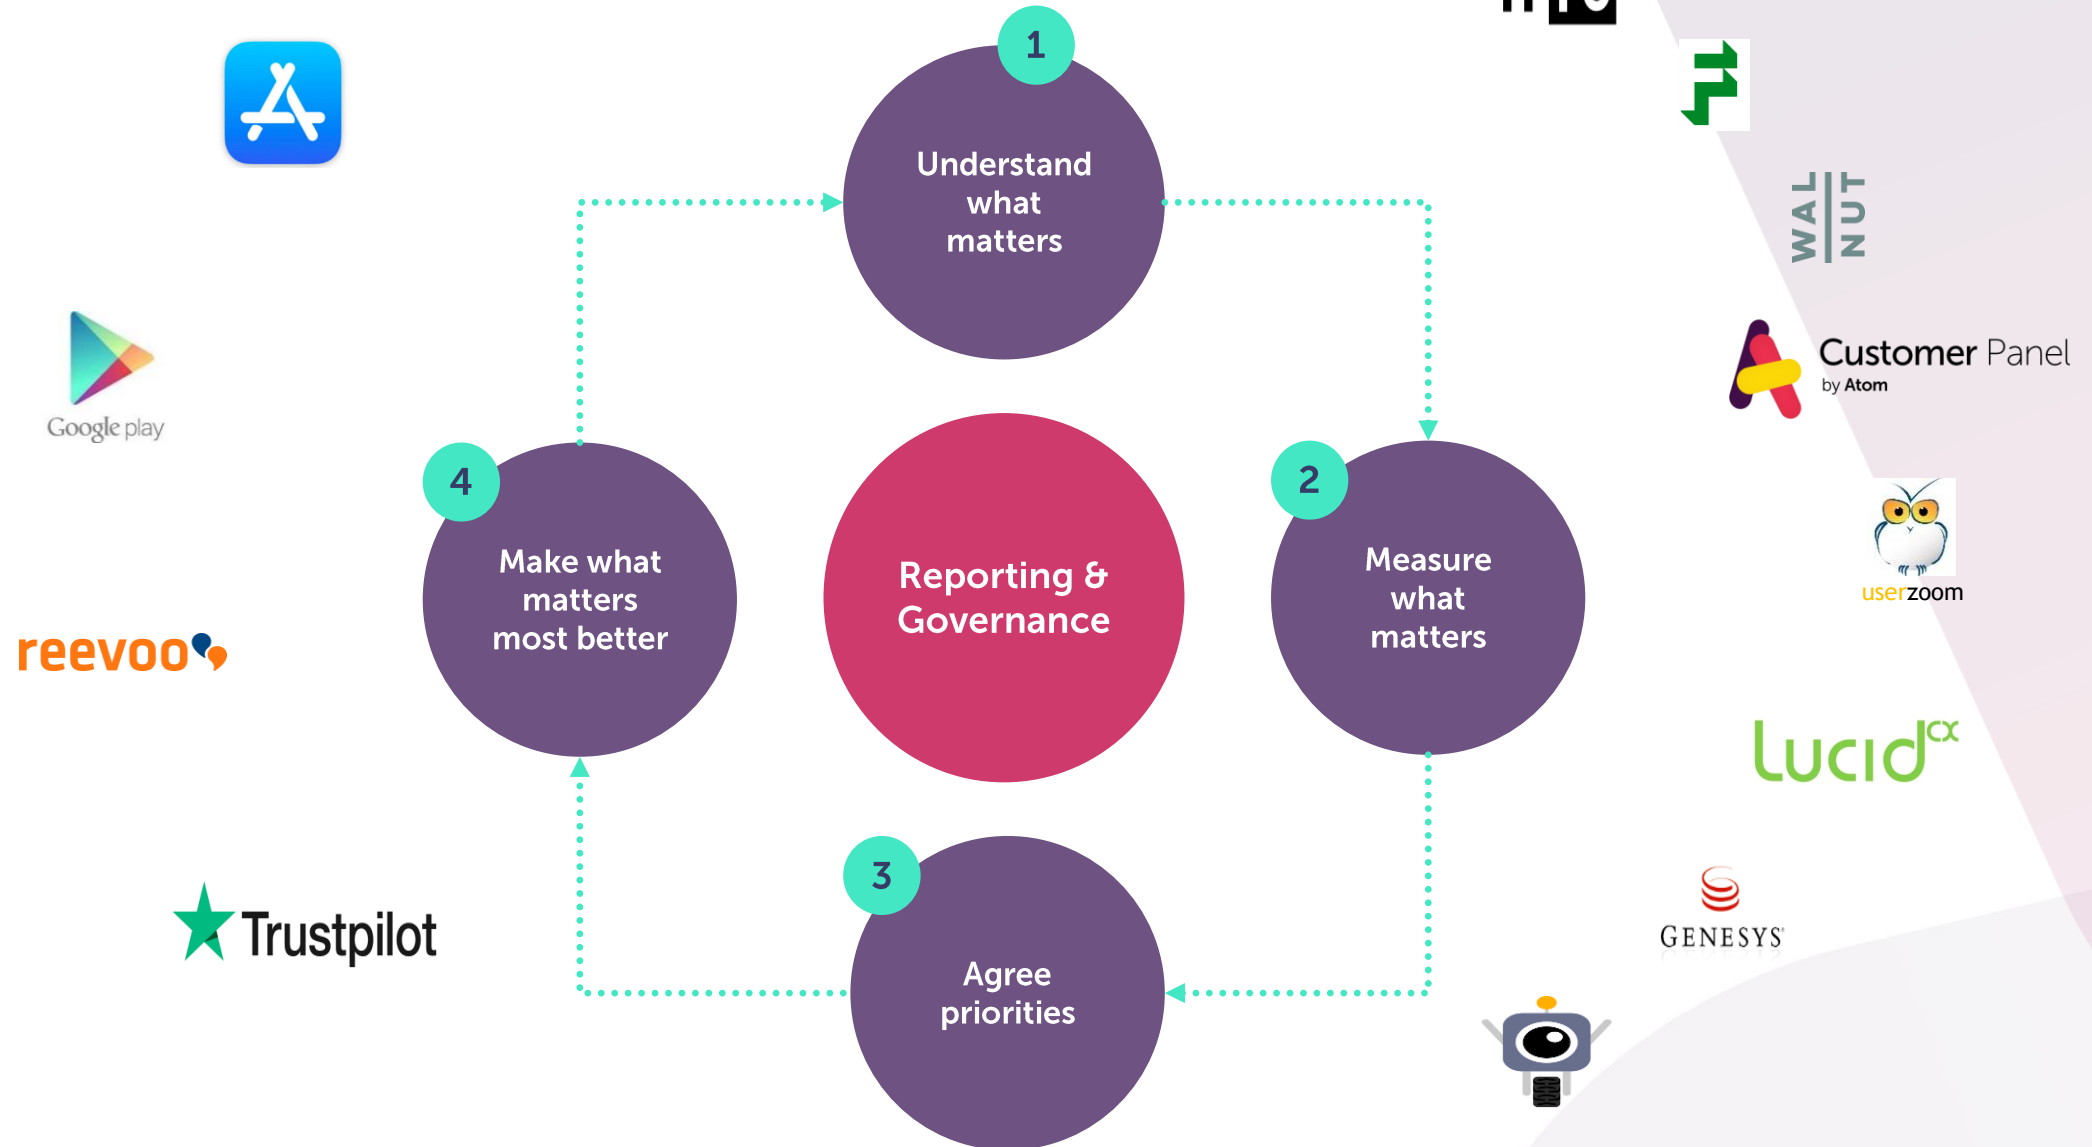 1
Understand
what
matters
WAL
NUT
Customer Panel
by Atom
Google play
4
Make what
matters
most better
Reporting &
Governance
2
Measure
what
matters
userzoom
reevoo
Lucid CX
3
Agree
priorities
Trustpilot
GENESYS